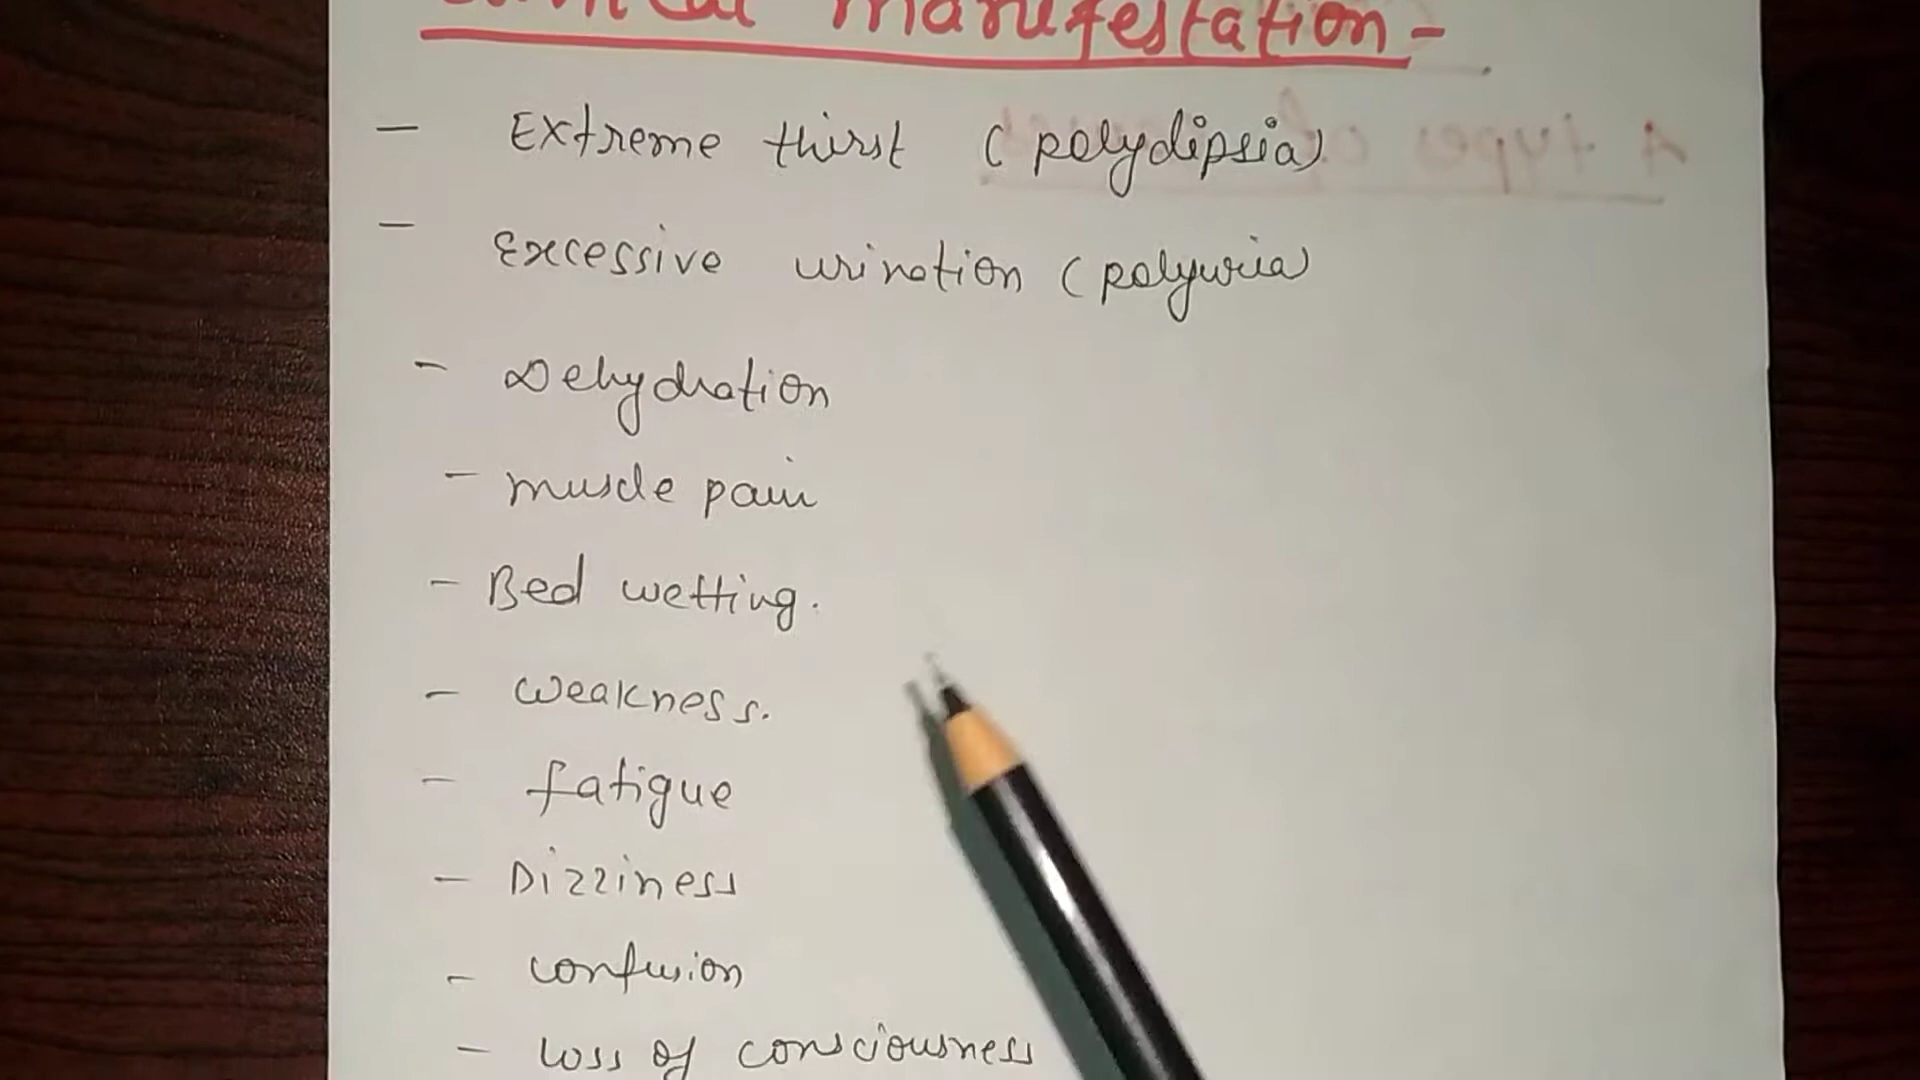 Clinical Manifestation -
- Extreme thirst (polydipsia)
- Excessive urination (polyuria)
- Dehydration
- muscle pain
- Bed wetting.
- weakness.
- fatigue
- Dizziness
- confusion
- loss of consciousness